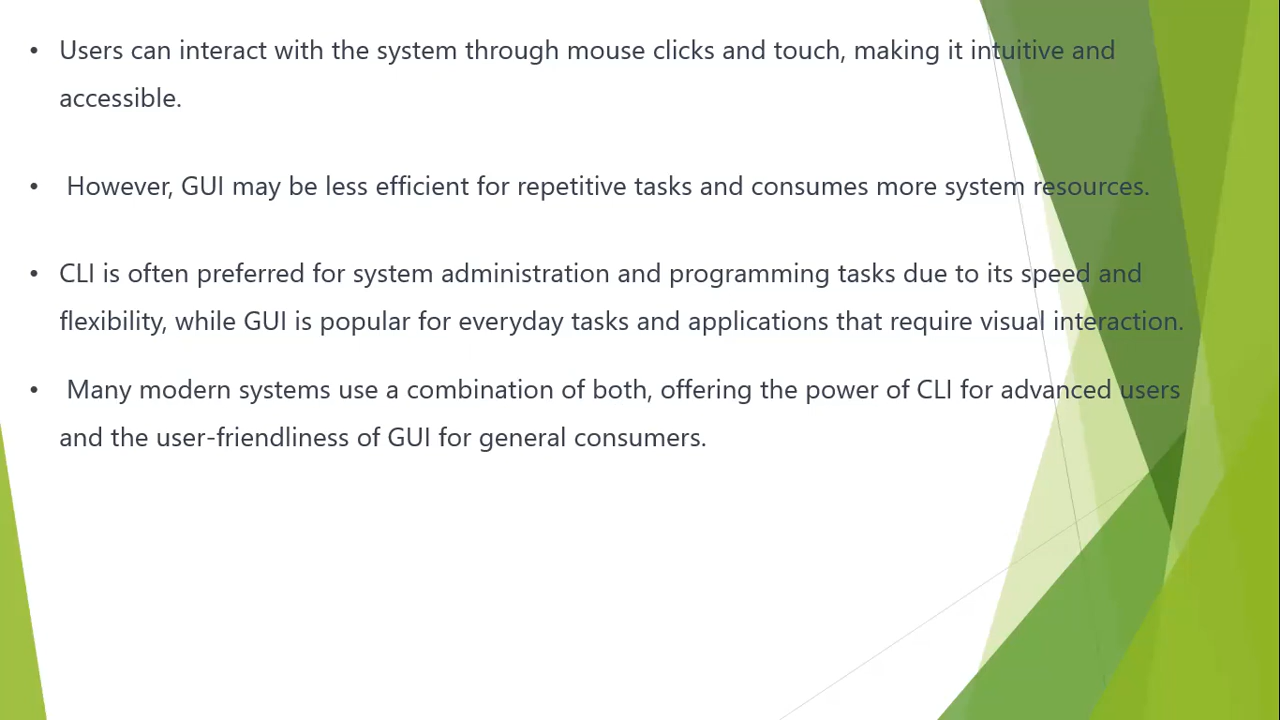 • Users can interact with the system through mouse clicks and touch, making it intuitive and
accessible.
• However, GUI may be less efficient for repetitive tasks and consumes more system resources.
• CLI is often preferred for system administration and programming tasks due to its speed and
flexibility, while GUI is popular for everyday tasks and applications that require visual interaction.
• Many modern systems use a combination of both, offering the power of CLI for advanced users
and the user-friendliness of GUI for general consumers.